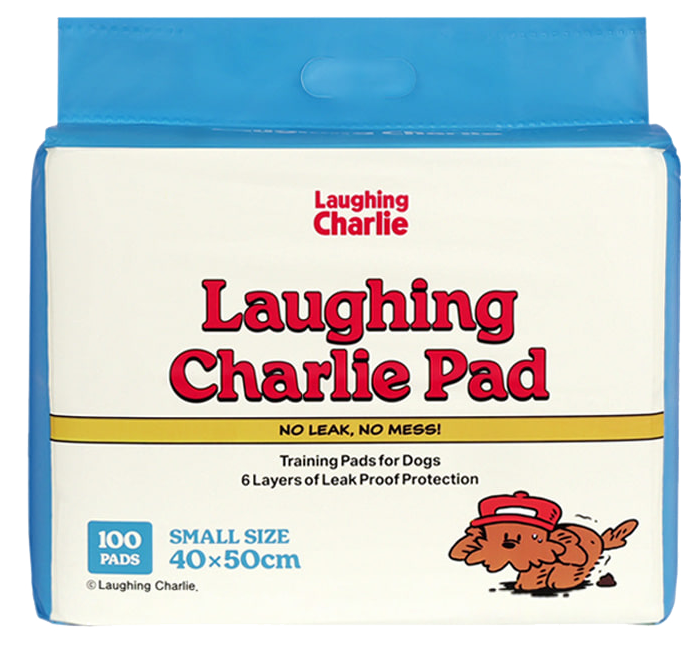 Laughing
Charlie
Laughing
Charlie Pad
NO LEAK, NO MESS!
Training Pads for Dogs
6 Layers of Leak Proof Protection
100
PADS
SMALL SIZE
40×50cm
© Laughing Charlie.